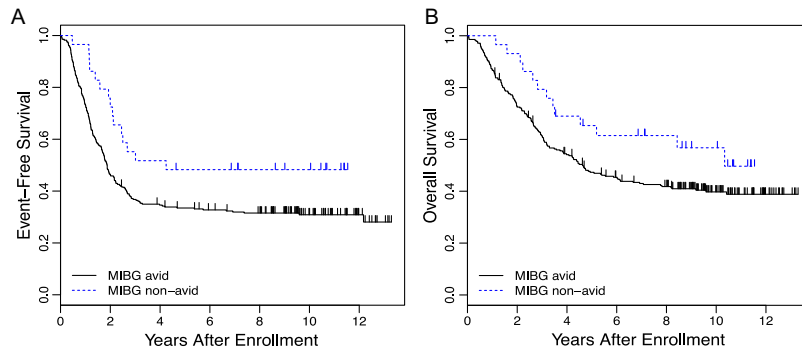 A
Event−Free Survival
1.0
0.8
0.6
0.4
0.2
0.0
MIBG avid
MIBG non−avid
0 2 4 6 8 10 12
Years After Enrollment
B
Overall Survival
1.0
0.8
0.6
0.4
0.2
0.0
MIBG avid
MIBG non−avid
0 2 4 6 8 10 12
Years After Enrollment